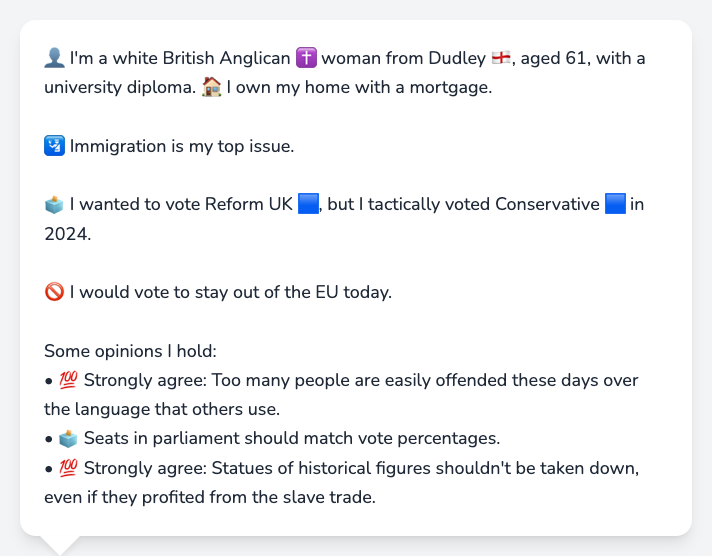 👤 I'm a white British Anglican ✝️ woman from Dudley 🏴󠁧󠁢󠁥󠁮󠁧󠁿, aged 61, with a
university diploma. 🏠 I own my home with a mortgage.
🛂 Immigration is my top issue.
🗳️ I wanted to vote Reform UK 🟦, but I tactically voted Conservative 🟦 in
2024.
🚫 I would vote to stay out of the EU today.
Some opinions I hold:
• 💯 Strongly agree: Too many people are easily offended these days over
the language that others use.
• 🗳️ Seats in parliament should match vote percentages.
• 💯 Strongly agree: Statues of historical figures shouldn't be taken down,
even if they profited from the slave trade.